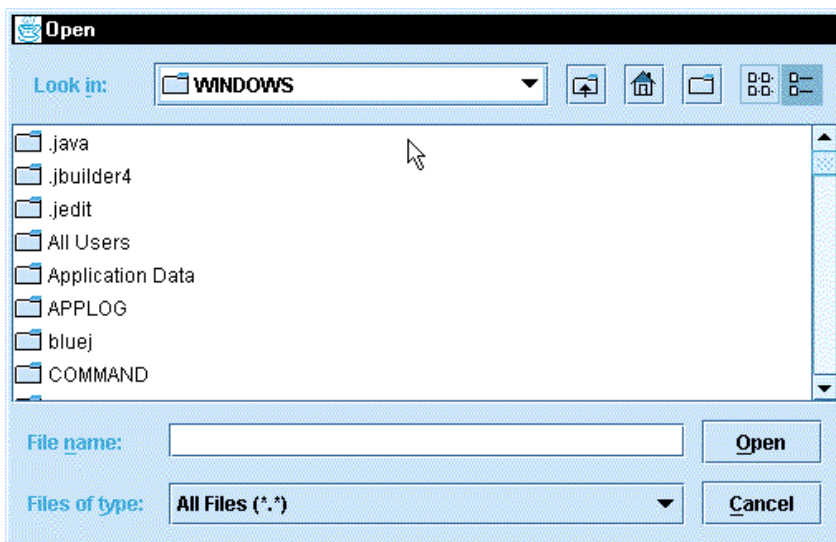 Open
Look in: WINDOWS
.java
.jbuilder4
.jedit
All Users
Application Data
APPLOG
bluej
COMMAND
File name: Open
Files of type: All Files (*.*) Cancel